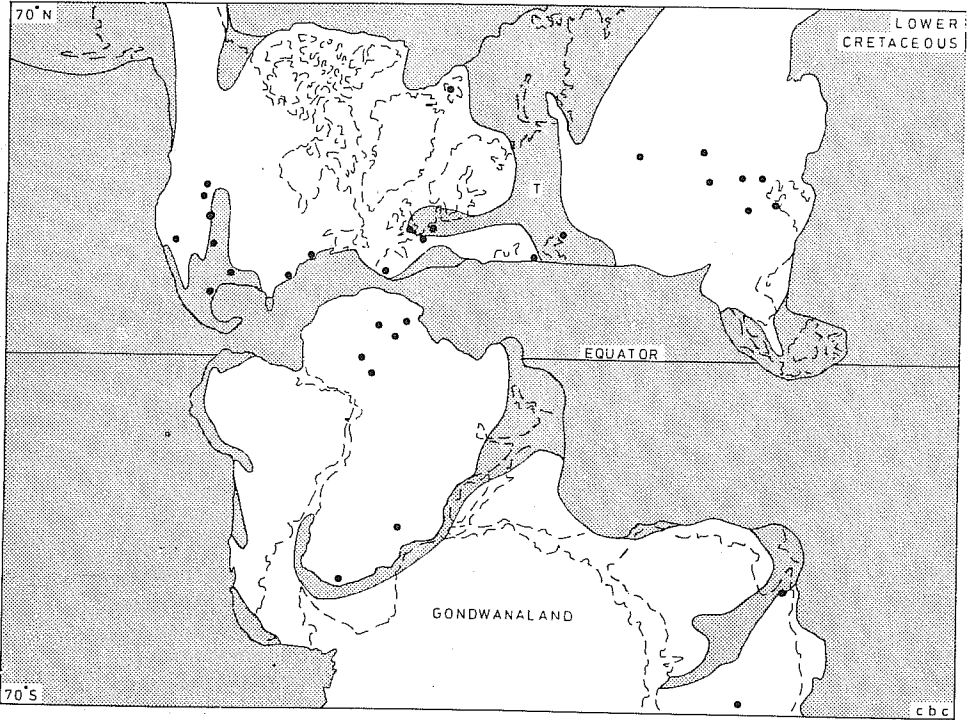 70°N
LOWER
CRETACEOUS
T
EQUATOR
GONDWANALAND
70°S
cbc